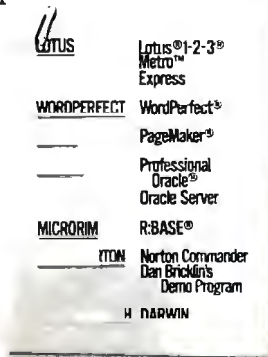 LOTUS Lotus®1-2-3®
Metro™
Express
WORDPERFECT WordPerfect®
PageMaker®
Professional
Oracle®
Oracle Server
MICRORIM R:BASE®
Norton Commander
Dan Bricklin's
Demo Program
DARWIN